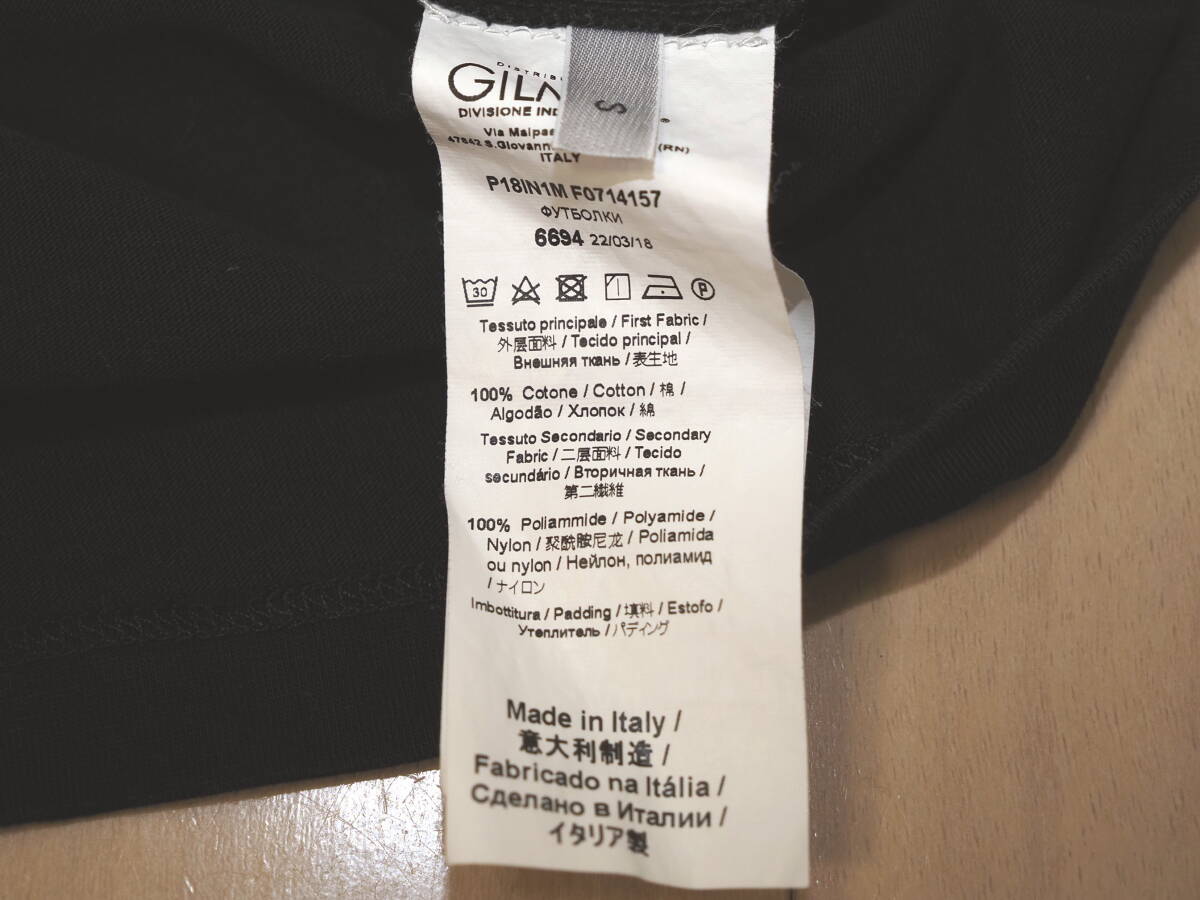 S
DIVISIONE
Via
47842 S.Giovann (RN)
ITALY
P18IN1M F0714157
ФУТБОЛКИ
6694 22/03/18
30 P
Tessuto principale / First Fabric /
外层面料 / Tecido principal /
Внешняя ткань / 表生地
100% Cotone / Cotton / 棉 /
Algodão / Хлопок / 綿
Tessuto Secondario / Secondary
Fabric / 二层面料 / Tecido
secundário / Вторичная ткань /
第二繊維
100% Poliammide / Polyamide /
Nylon / 聚酰胺尼龙 / Poliamida
ou nylon / Нейлон, полиамид
/ ナイロン
Imbottitura / Padding / 填料 / Estofo /
Утеплитель / パディング
Made in Italy /
意大利制造 /
Fabricado na Itália /
Сделано в Италии /
イタリア製